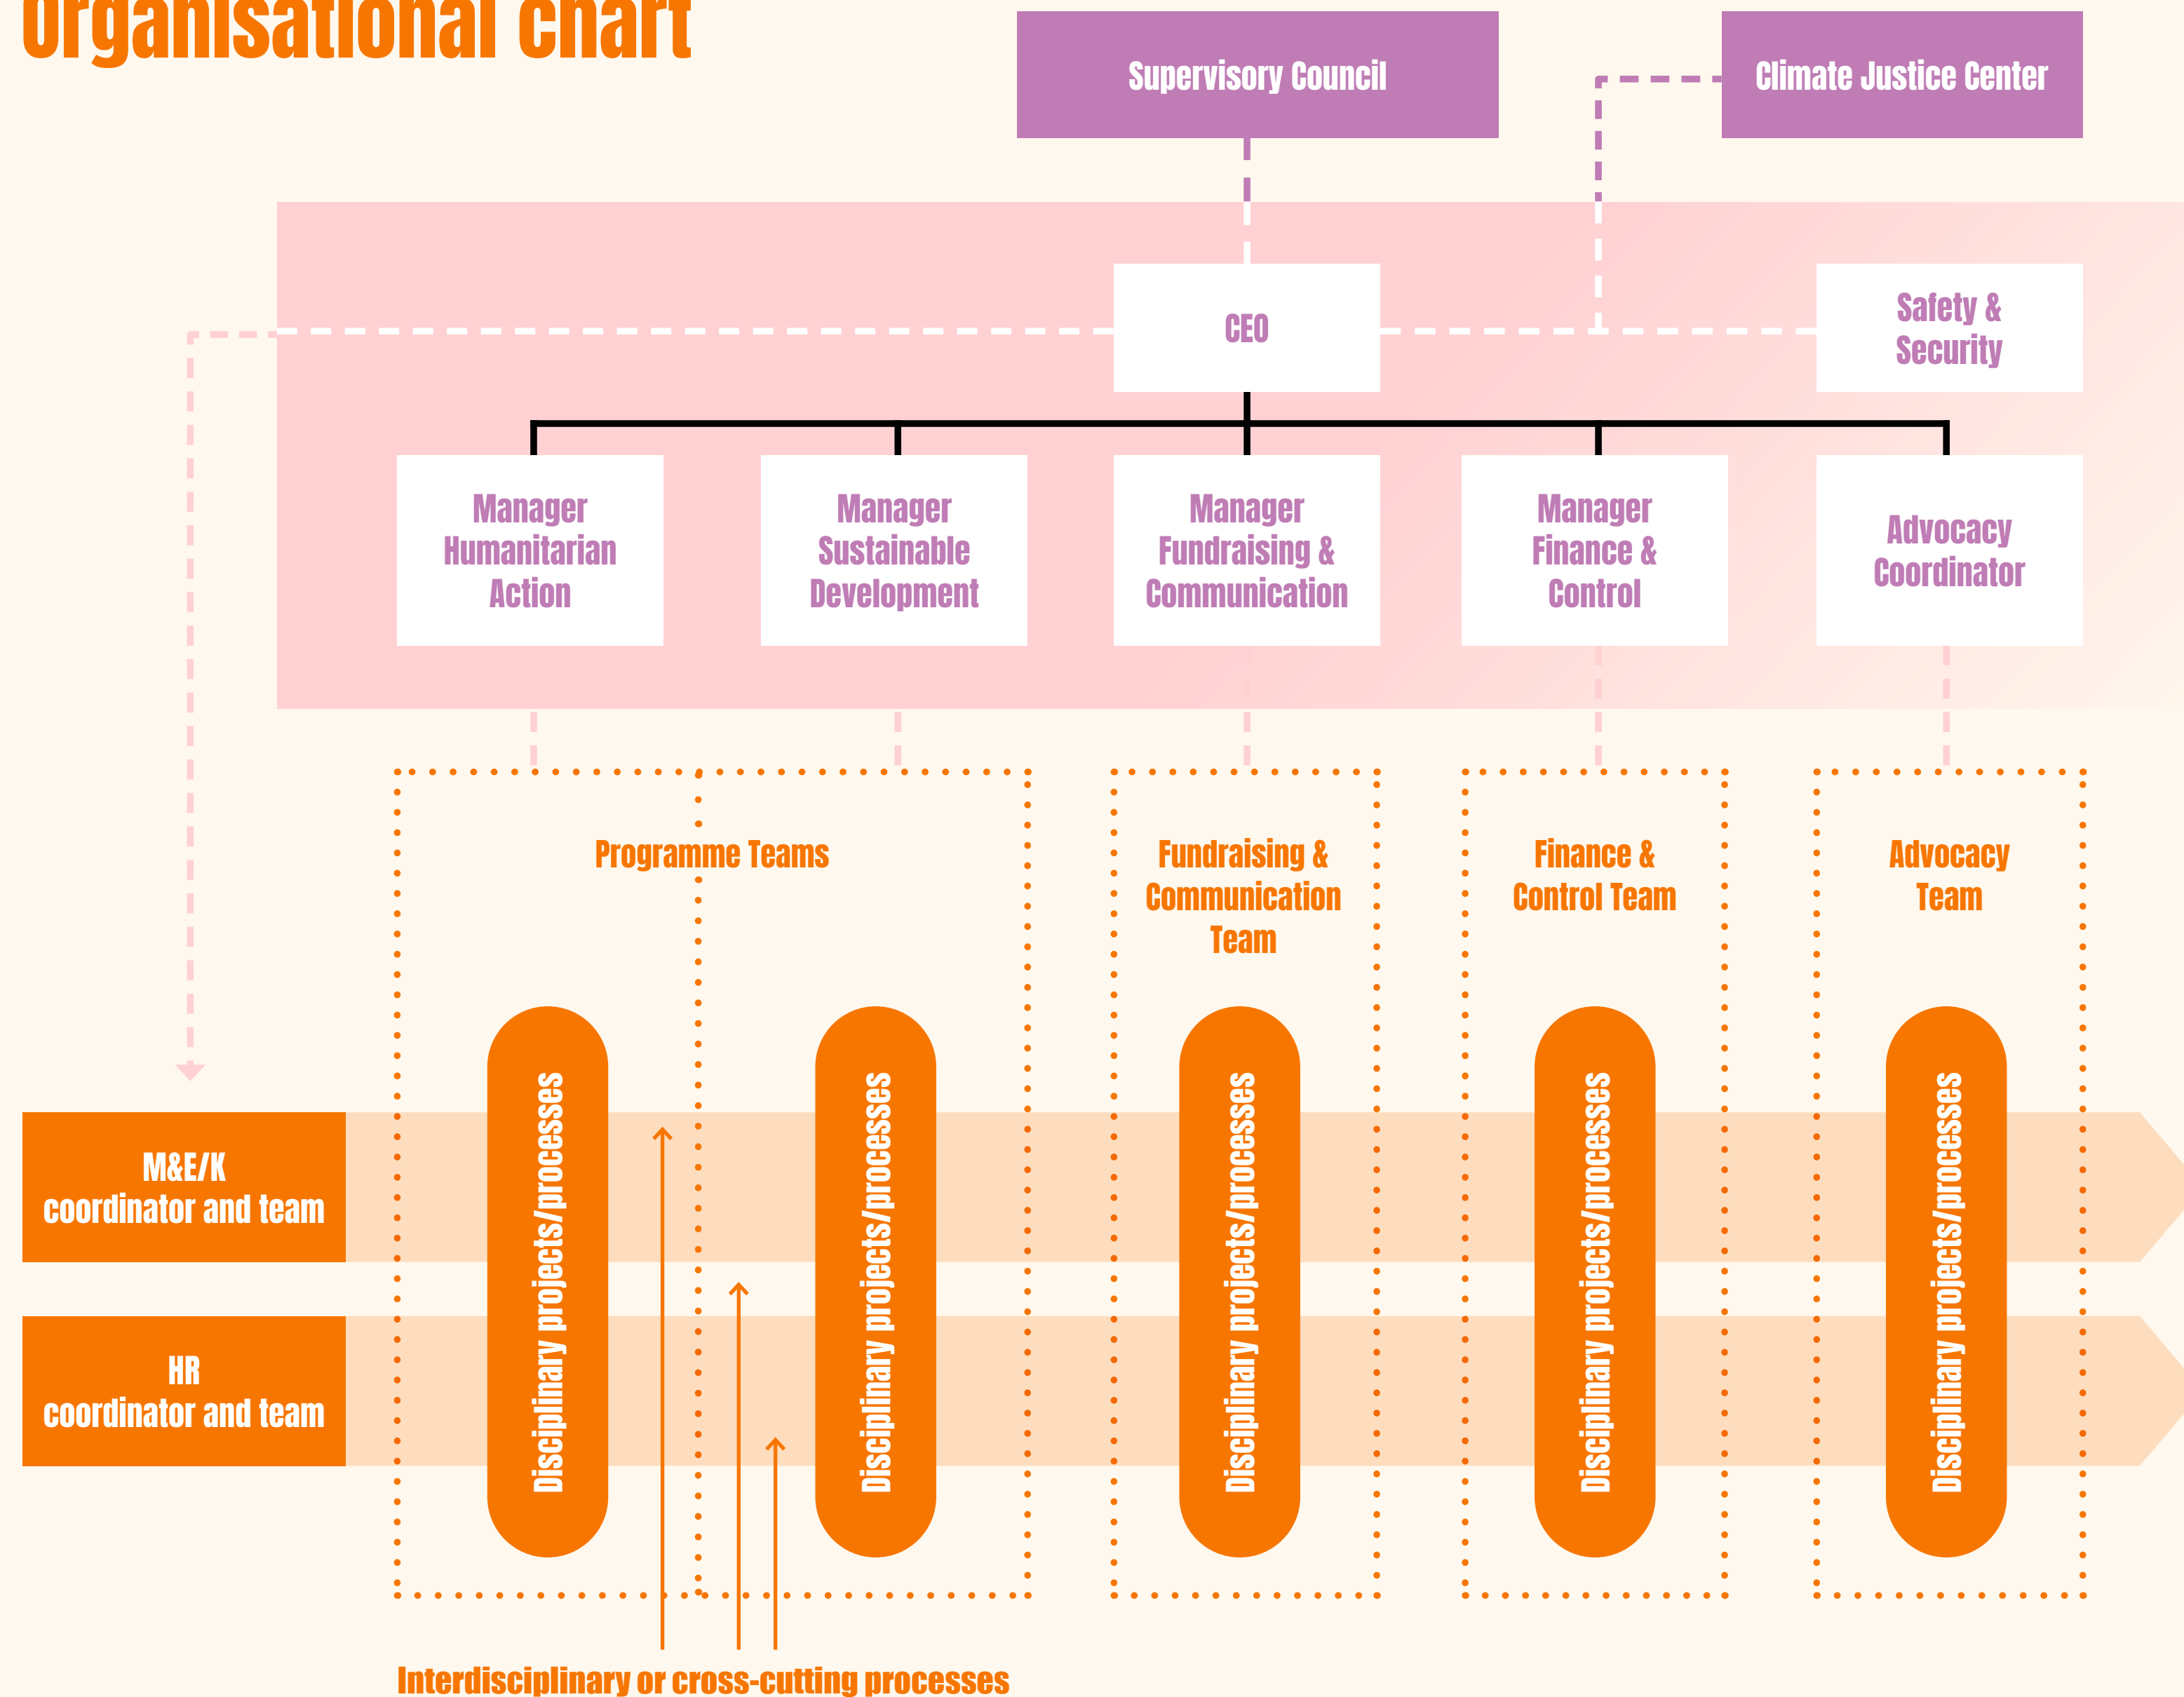 Organisational chart
Supervisory Council
Climate Justice Center
CEO
Safety &
Security
Manager
Humanitarian
Action
Manager
Sustainable
Development
Manager
Fundraising &
Communication
Manager
Finance &
Control
Advocacy
Coordinator
Programme Teams
Fundraising &
Communication
Team
Finance &
Control Team
Advocacy
Team
Disciplinary projects/processes
Disciplinary projects/processes
Disciplinary projects/processes
Disciplinary projects/processes
Disciplinary projects/processes
M&E/K
coordinator and team
HR
coordinator and team
Interdisciplinary or cross-cutting processes